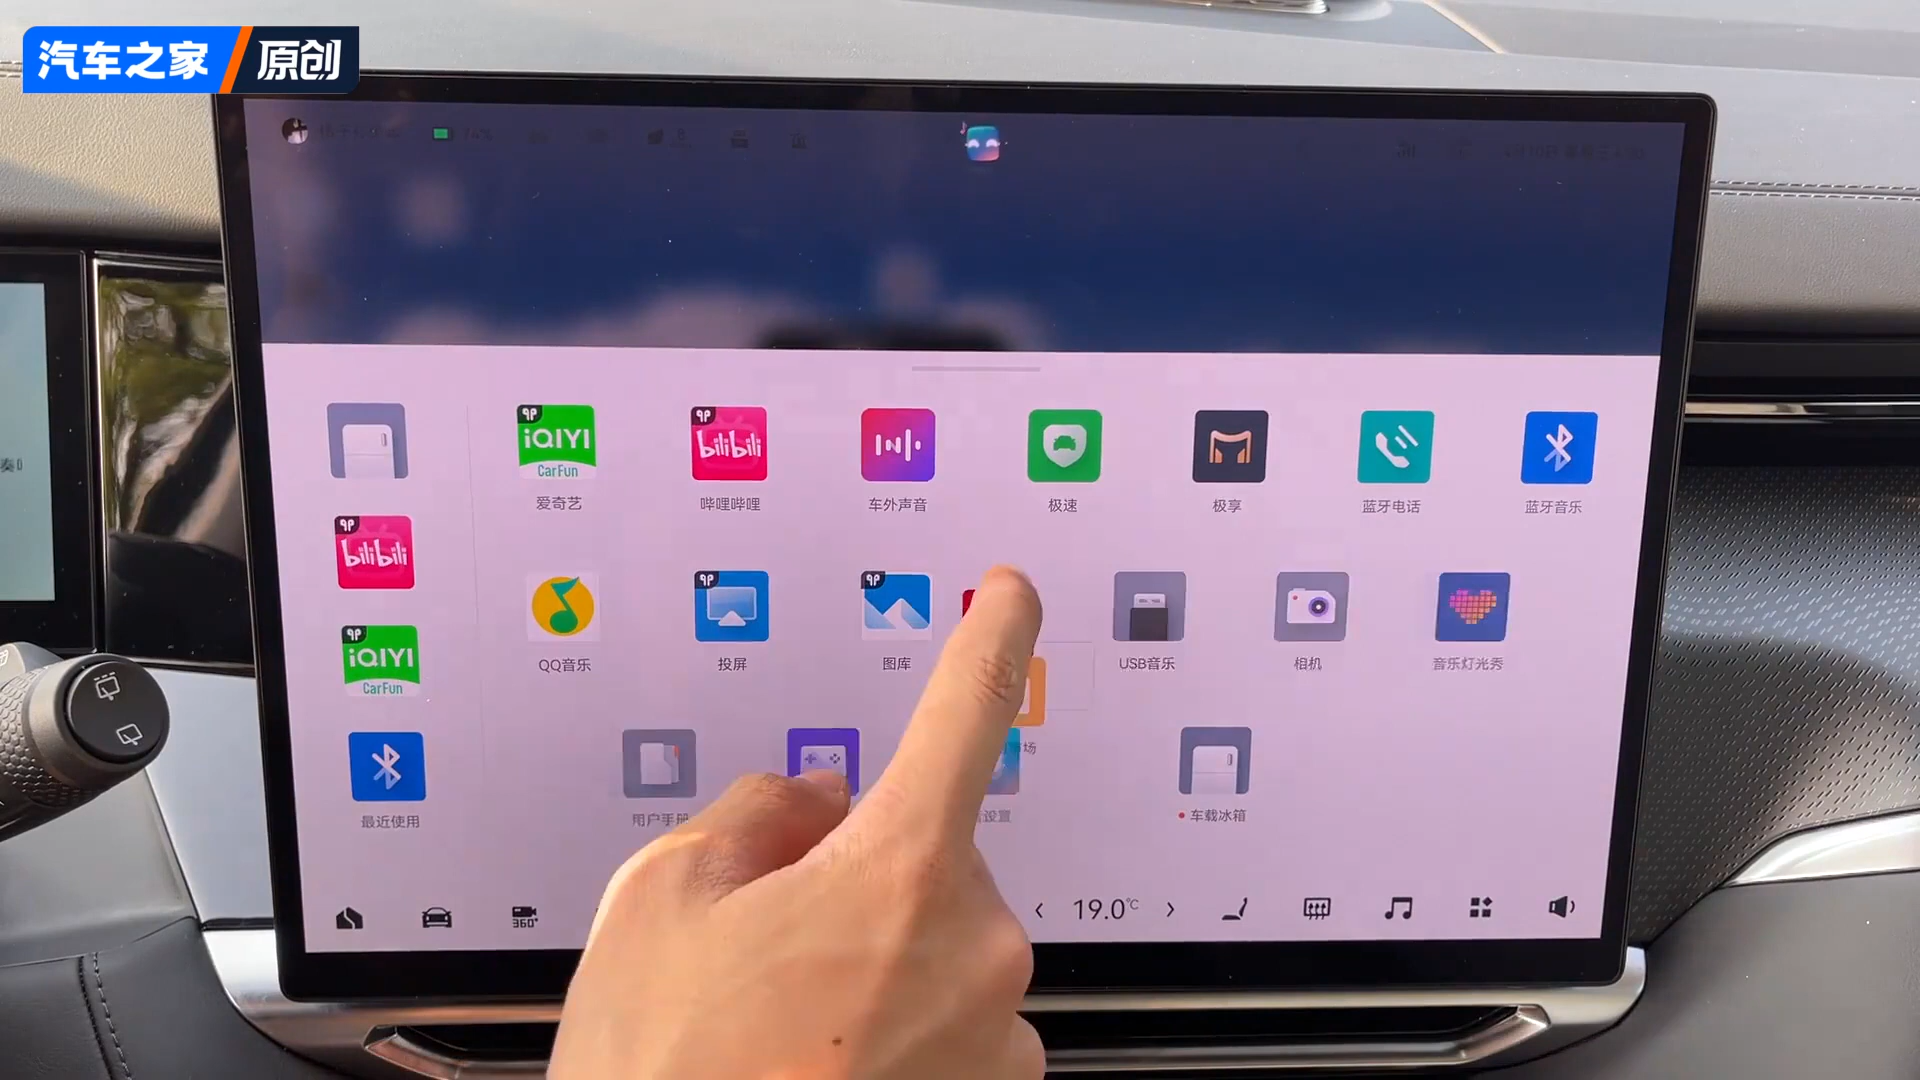 汽车之家 原创
iQIYI
CarFun
爱奇艺
bilibili
哔哩哔哩
车外声音
极速
极享
蓝牙电话
蓝牙音乐
bilibili
QQ音乐
投屏
图库
USB音乐
相机
音乐灯光秀
iQIYI
CarFun
最近使用
用户手册
设置
车载冰箱
360°
19.0°C